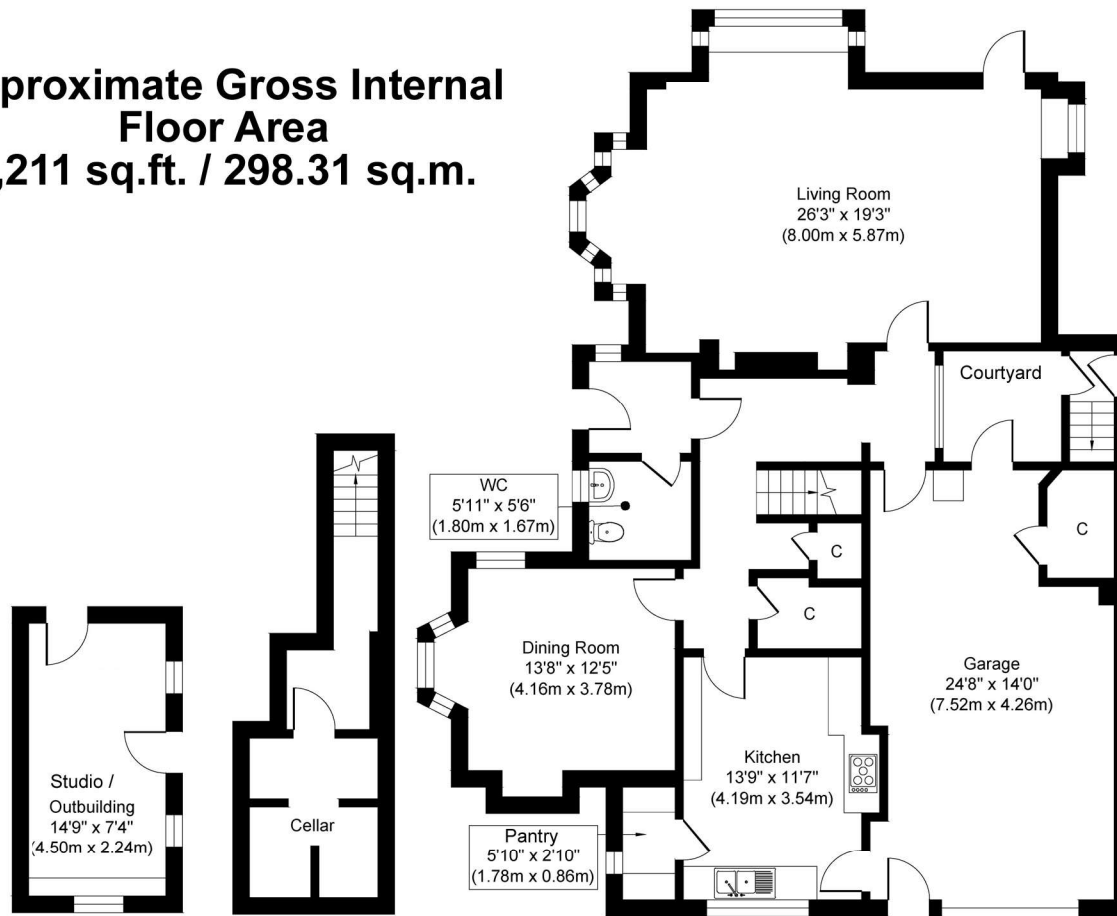 proximate Gross Internal
Floor Area
,211 sq.ft. / 298.31 sq.m.
Living Room
26'3" x 19'3"
(8.00m x 5.87m)
Courtyard
WC
5'11" x 5'6"
(1.80m x 1.67m)
C
C
C
Dining Room
13'8" x 12'5"
(4.16m x 3.78m)
Garage
24'8" x 14'0"
(7.52m x 4.26m)
Kitchen
13'9" x 11'7"
(4.19m x 3.54m)
Studio /
Outbuilding
14'9" x 7'4"
(4.50m x 2.24m)
Cellar
Pantry
5'10" x 2'10"
(1.78m x 0.86m)